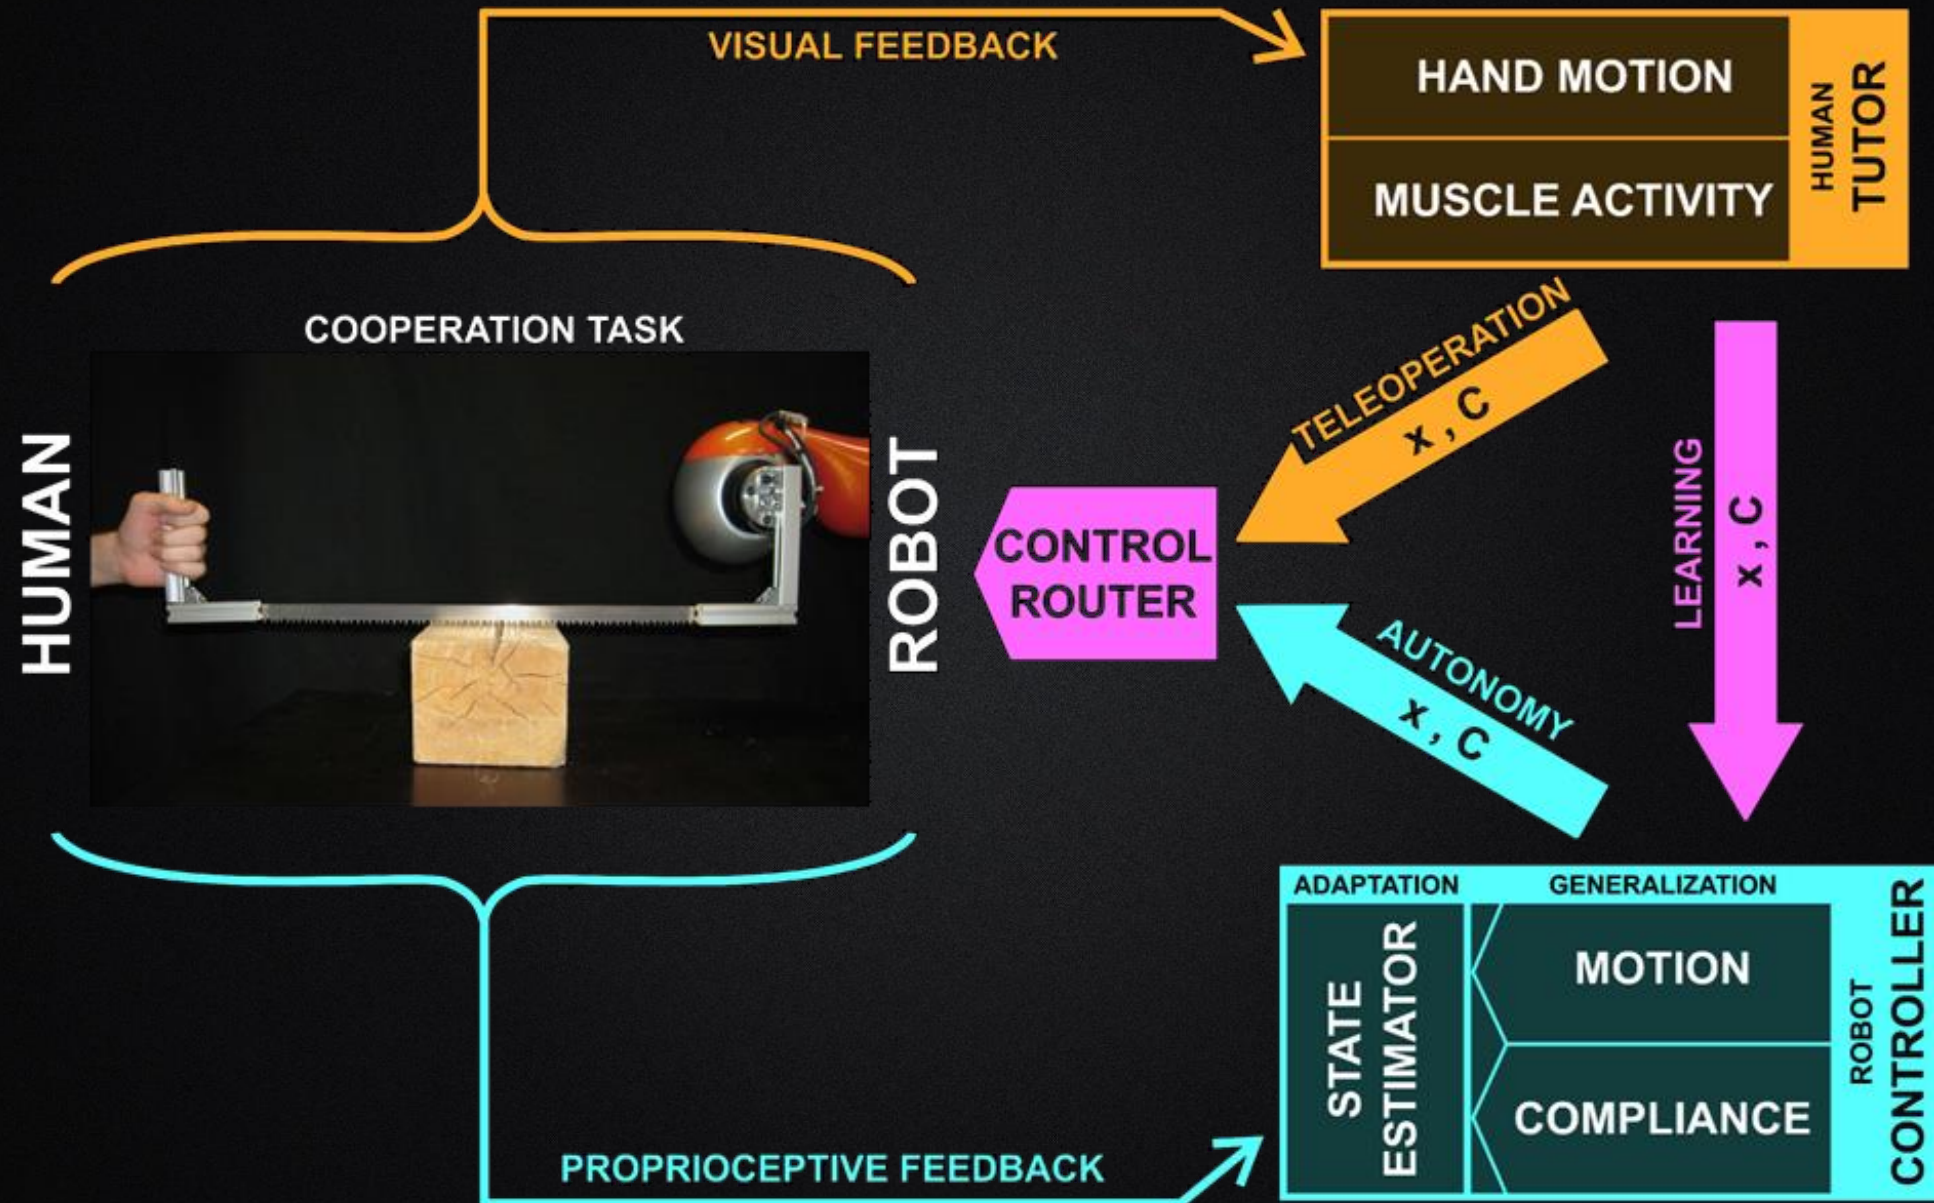 VISUAL FEEDBACK
HAND MOTION
MUSCLE ACTIVITY
HUMAN
TUTOR
COOPERATION TASK
HUMAN
ROBOT
CONTROL
ROUTER
TELEOPERATION
x , C
LEARNING
x , C
AUTONOMY
x , C
ADAPTATION
GENERALIZATION
STATE
ESTIMATOR
MOTION
COMPLIANCE
ROBOT
CONTROLLER
PROPRIOCEPTIVE FEEDBACK